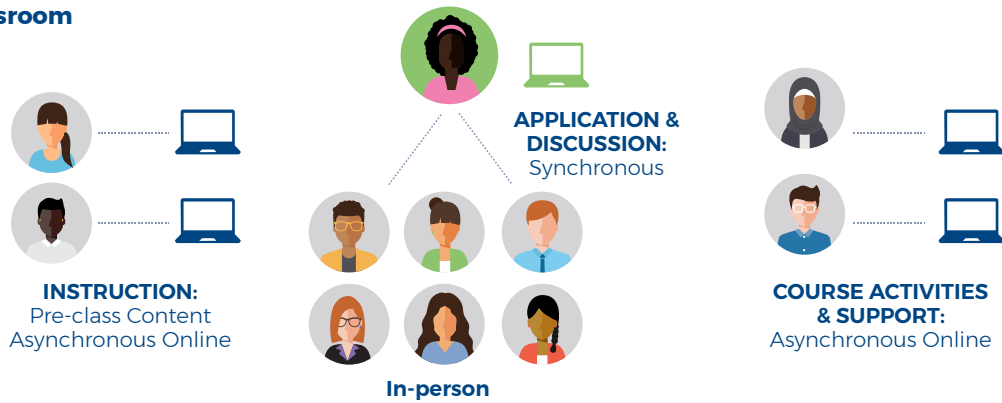 sroom
APPLICATION &
DISCUSSION:
Synchronous
INSTRUCTION:
Pre-class Content
Asynchronous Online
In-person
COURSE ACTIVITIES
& SUPPORT:
Asynchronous Online